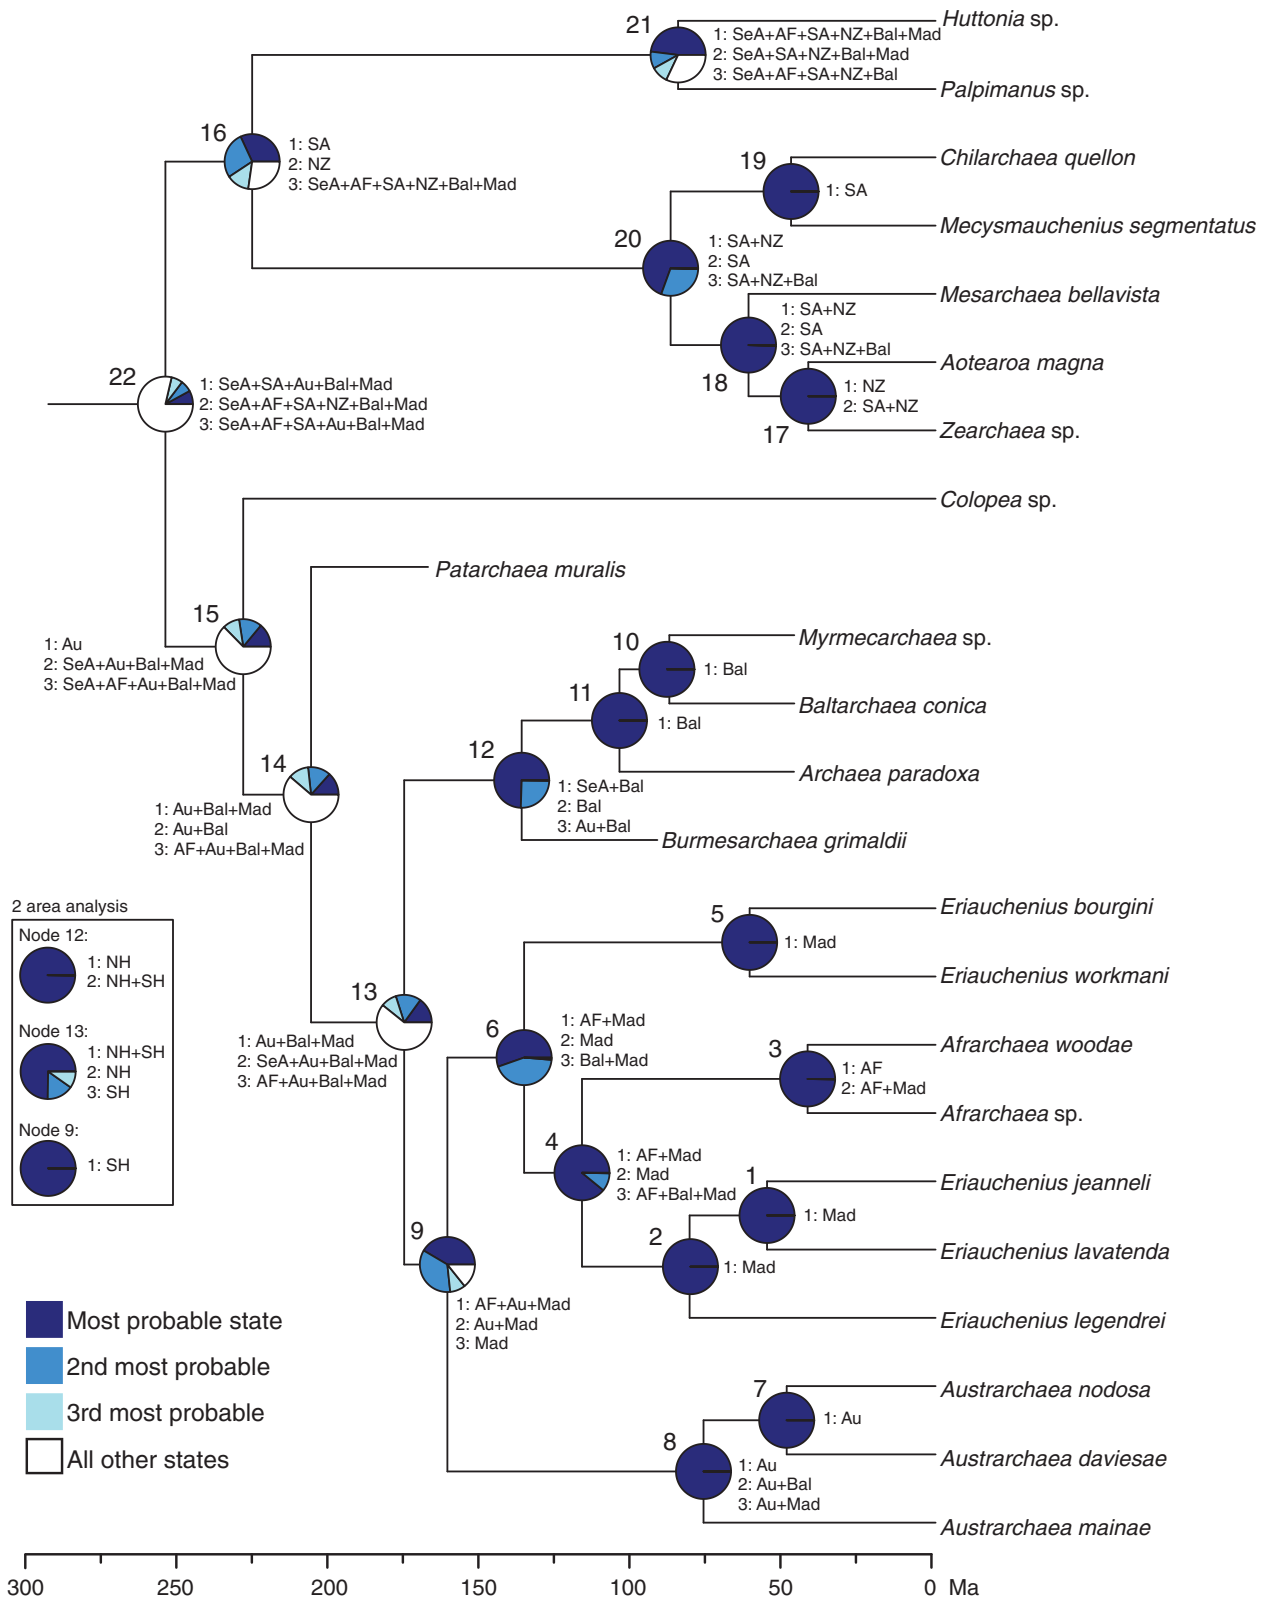 Huttonia sp.
21
1: SeA+AF+SA+NZ+Bal+Mad
2: SeA+SA+NZ+Bal+Mad
3: SeA+AF+SA+NZ+Bal
Palpimanus sp.
16
1: SA
2: NZ
3: SeA+AF+SA+NZ+Bal+Mad
Chilarchaea quellon
19
1: SA
Mecysmauchenius segmentatus
20
1: SA+NZ
2: SA
3: SA+NZ+Bal
Mesarchaea bellavista
1: SA+NZ
2: SA
3: SA+NZ+Bal
18
Aotearoa magna
1: NZ
2: SA+NZ
17
Zearchaea sp.
22
1: SeA+SA+Au+Bal+Mad
2: SeA+AF+SA+NZ+Bal+Mad
3: SeA+AF+SA+Au+Bal+Mad
Colopea sp.
Patarchaea muralis
15
1: Au
2: SeA+Au+Bal+Mad
3: SeA+AF+Au+Bal+Mad
10
Myrmecarchaea sp.
1: Bal
Baltarchaea conica
11
1: Bal
Archaea paradoxa
12
1: SeA+Bal
2: Bal
3: Au+Bal
Burmesarchaea grimaldii
14
1: Au+Bal+Mad
2: Au+Bal
3: AF+Au+Bal+Mad
2 area analysis
Node 12:
1: NH
2: NH+SH
Node 13:
1: NH+SH
2: NH
3: SH
Node 9:
1: SH
13
1: Au+Bal+Mad
2: SeA+Au+Bal+Mad
3: AF+Au+Bal+Mad
5
Eriauchenius bourgini
1: Mad
Eriauchenius workmani
6
1: AF+Mad
2: Mad
3: Bal+Mad
3
Afrarchaea woodae
1: AF
2: AF+Mad
Afrarchaea sp.
4
1: AF+Mad
2: Mad
3: AF+Bal+Mad
1
Eriauchenius jeanneli
1: Mad
Eriauchenius lavatenda
2
1: Mad
Eriauchenius legendrei
9
1: AF+Au+Mad
2: Au+Mad
3: Mad
7
Austrarchaea nodosa
1: Au
Austrarchaea daviesae
8
1: Au
2: Au+Bal
3: Au+Mad
Austrarchaea mainae
Most probable state
2nd most probable
3rd most probable
All other states
300 250 200 150 100 50 0 Ma